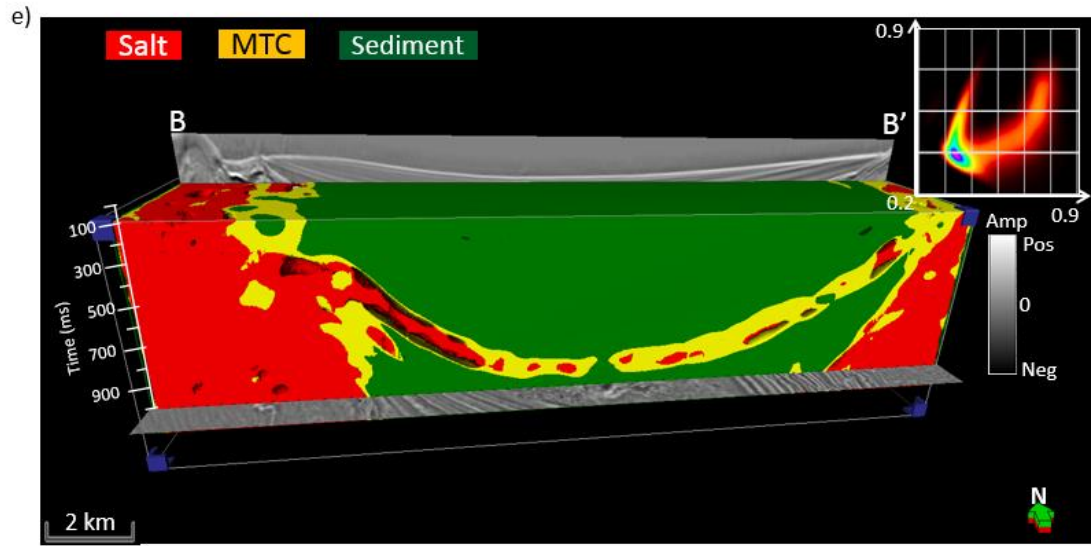 e)
Salt MTC Sediment
0.9
B B'
0.2 0.9
Amp
100 Pos
300
500 0
Time (ms)
700
900 Neg
N
2 km